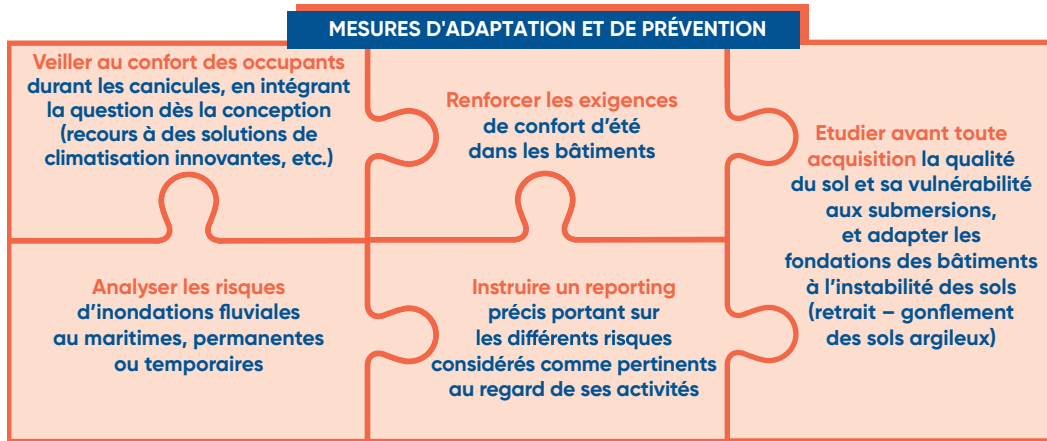 MESURES D'ADAPTATION ET DE PRÉVENTION
Veiller au confort des occupants
durant les canicules, en intégrant
la question dès la conception
(recours à des solutions de
climatisation innovantes, etc.)
Renforcer les exigences
de confort d’été
dans les bâtiments
Etudier avant toute
acquisition la qualité
du sol et sa vulnérabilité
aux submersions,
et adapter les
fondations des bâtiments
à l’instabilité des sols
(retrait – gonflement
des sols argileux)
Analyser les risques
d’inondations fluviales
au maritimes, permanentes
ou temporaires
Instruire un reporting
précis portant sur
les différents risques
considérés comme pertinents
au regard de ses activités